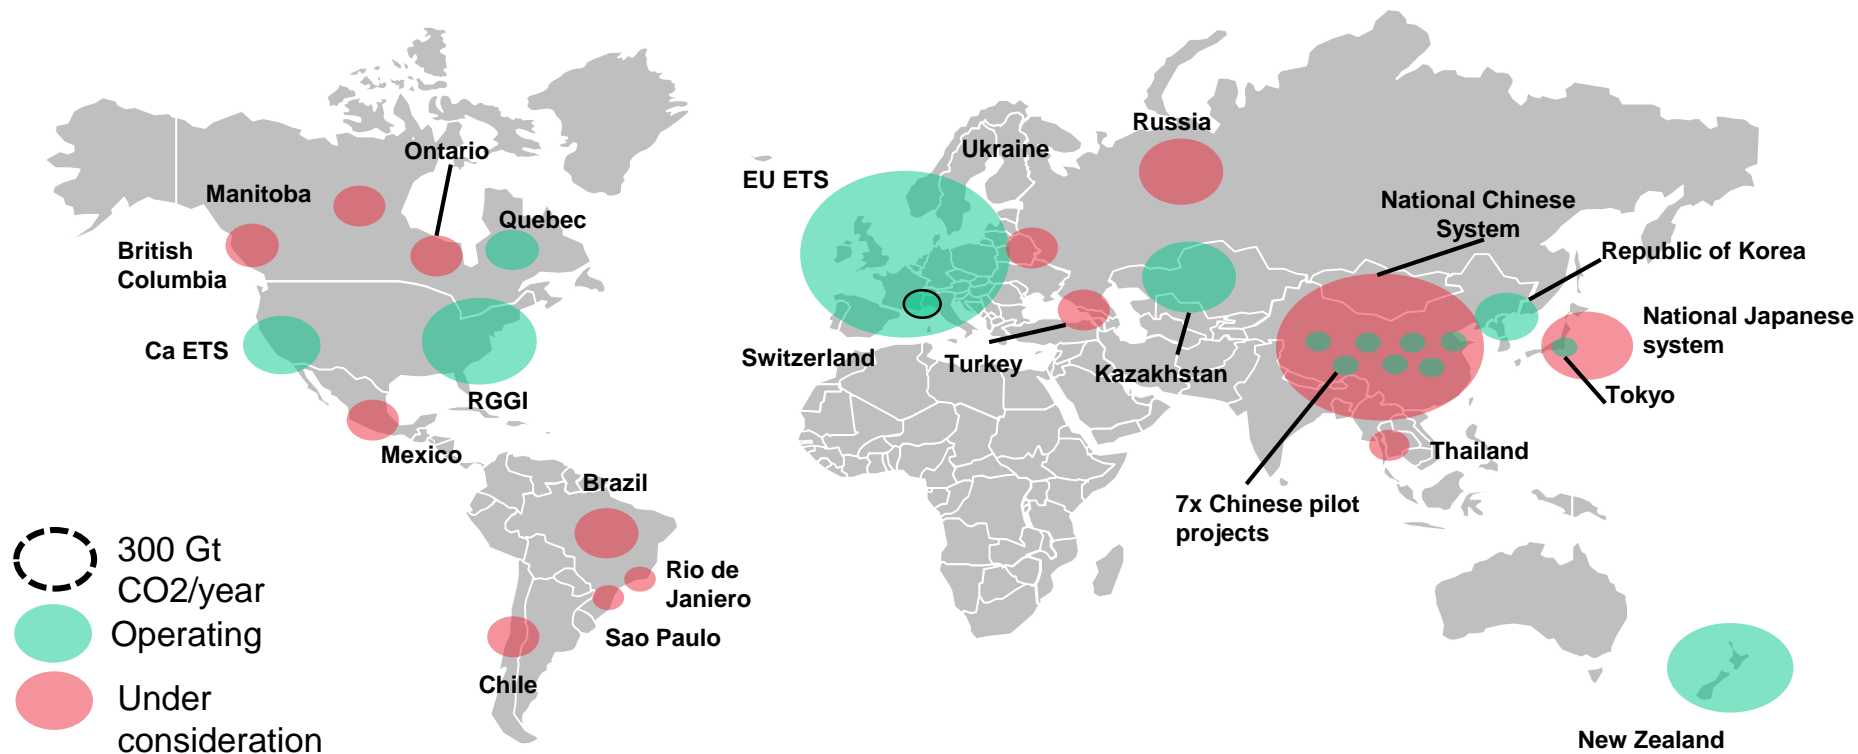 Ontario
Manitoba
Quebec
British
Columbia
Ca ETS
RGGI
Mexico
Brazil
Rio de
Janiero
Sao Paulo
Chile
Russia
Ukraine
EU ETS
National Chinese
System
Republic of Korea
National Japanese
system
Switzerland
Turkey
Kazakhstan
Tokyo
Thailand
7x Chinese pilot
projects
New Zealand
300 Gt
CO2/year
Operating
Under
consideration